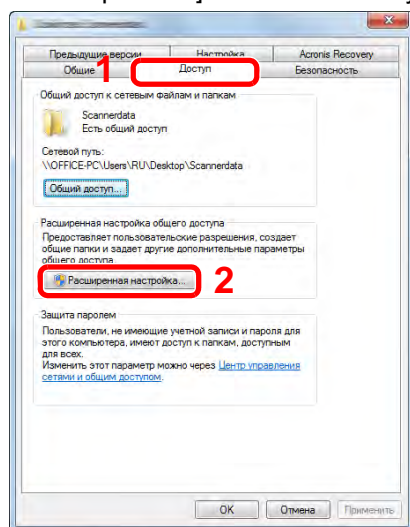 Предыдущие версии Настройка Acronis Recovery
Общие 1 Доступ Безопасность
Общий доступ к сетевым файлам и папкам
Scannerdata
Есть общий доступ
Сетевой путь:
\\OFFICE-PC\Users\RU\Desktop\Scannerdata
Общий доступ...
Расширенная настройка общего доступа
Предоставляет пользовательские разрешения, создает
общие папки и задает другие дополнительные параметры
общего доступа.
Расширенная настройка... 2
Защита паролем
Пользователи, не имеющие учетной записи и пароля для
этого компьютера, имеют доступ к папкам, доступным
для всех.
Изменить этот параметр можно через Центр управления
сетями и общим доступом.
OK Отмена Применить